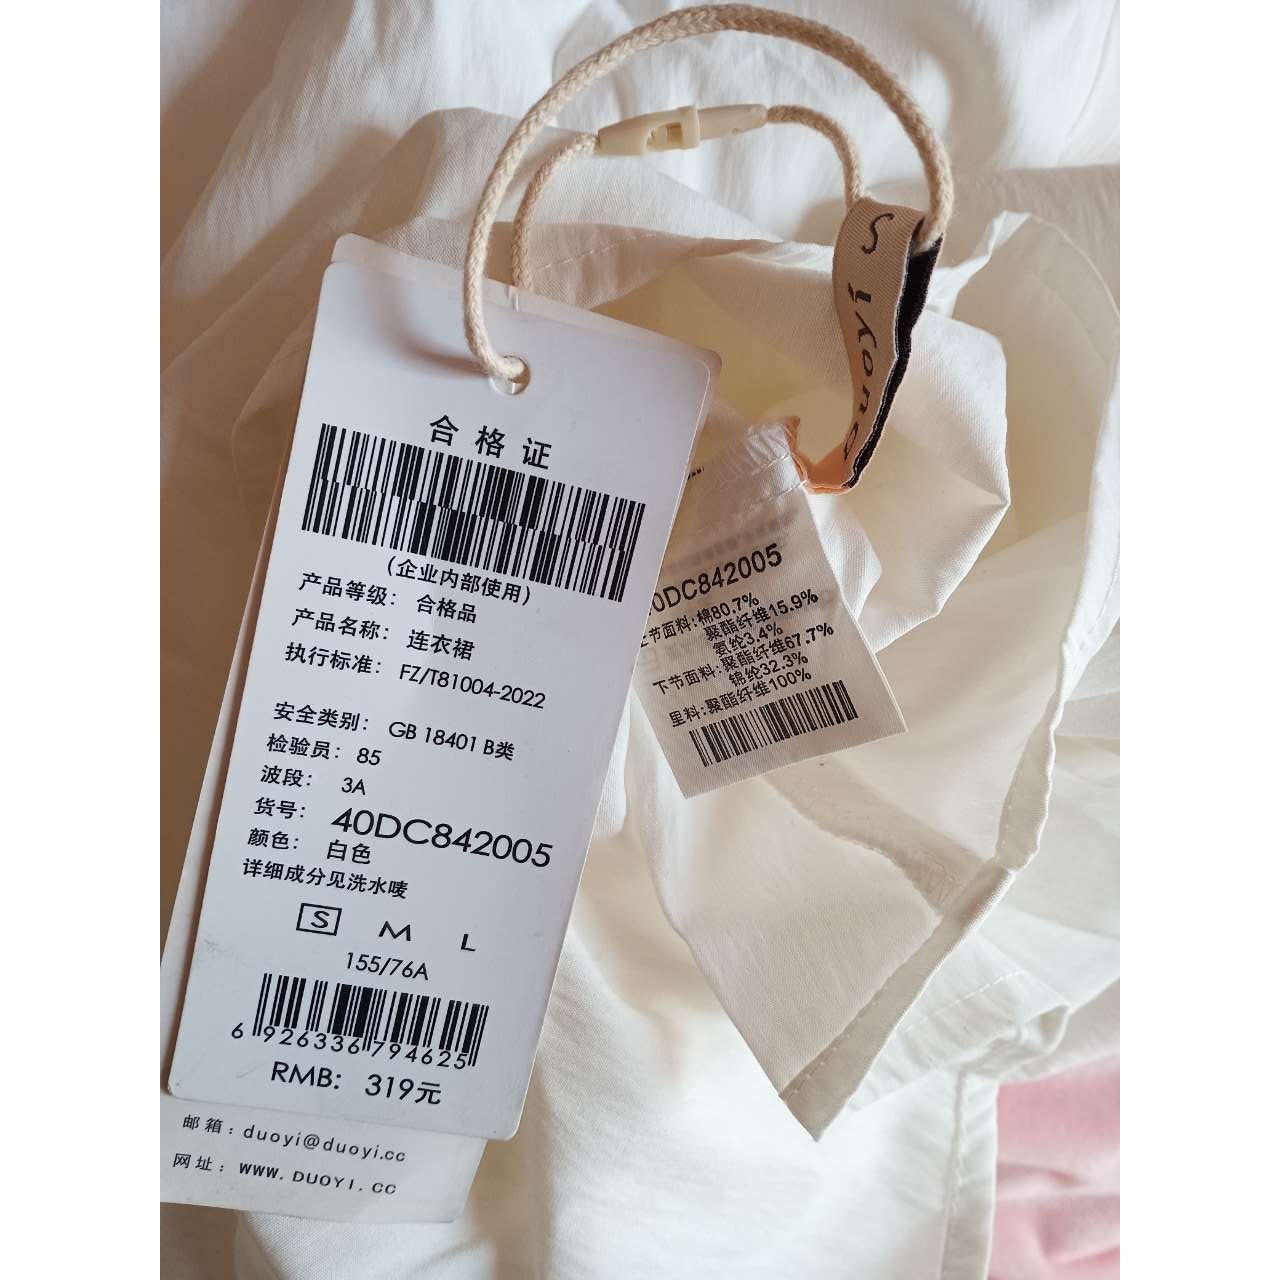 合格证
(企业内部使用)
产品等级: 合格品
产品名称: 连衣裙
执行标准: FZ/T81004-2022
安全类别: GB 18401 B类
检验员: 85
波段: 3A
货号: 40DC842005
颜色: 白色
详细成分见洗水唛
S M L
155/76A
6 926336 794625
RMB: 319元
邮箱:duoyi@duoyi.cc
网址:WWW.DUOYI.CC
40DC842005
节面料:棉80.7%
聚酯纤维15.9%
氨纶3.4%
下节面料:聚酯纤维67.7%
锦纶32.3%
里料:聚酯纤维100%